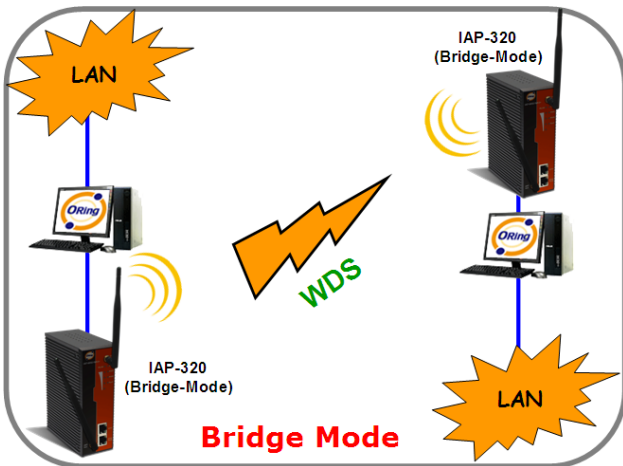 LAN
IAP-320
(Bridge-Mode)
ORing
ORing
WDS
IAP-320
(Bridge-Mode)
LAN
Bridge Mode